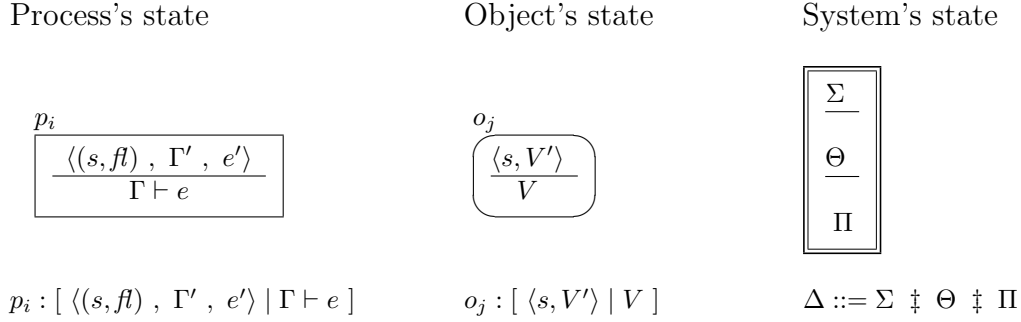 Process's state Object's state System's state
p_i o_j Σ
⟨(s, fl) , Γ′ , e′⟩ ⟨s, V′⟩ Θ
Γ ⊢ e V
Π
p_i : [ ⟨(s, fl) , Γ′ , e′⟩ | Γ ⊢ e ] o_j : [ ⟨s, V′⟩ | V ] Δ ::= Σ ‡ Θ ‡ Π